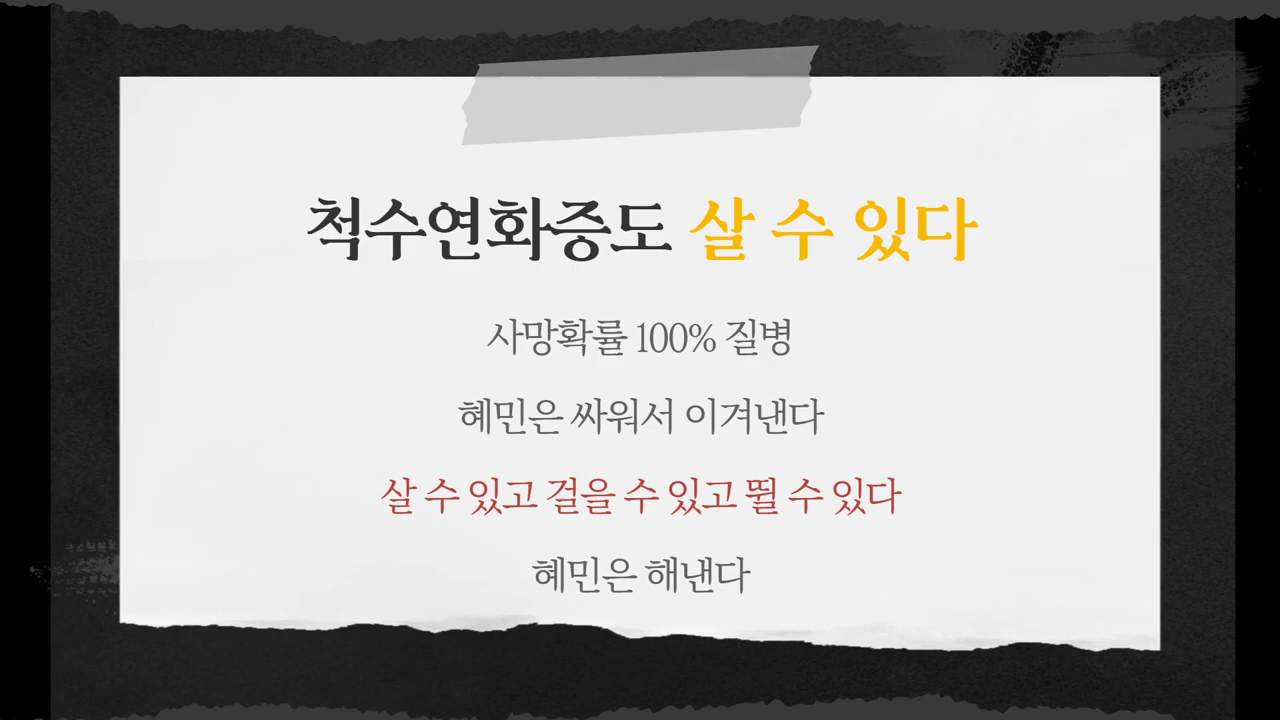 척수연화증도 살 수 있다
사망확률 100% 질병
혜민은 싸워서 이겨낸다
살 수 있고 걸을 수 있고 뛸 수 있다
혜민은 해낸다